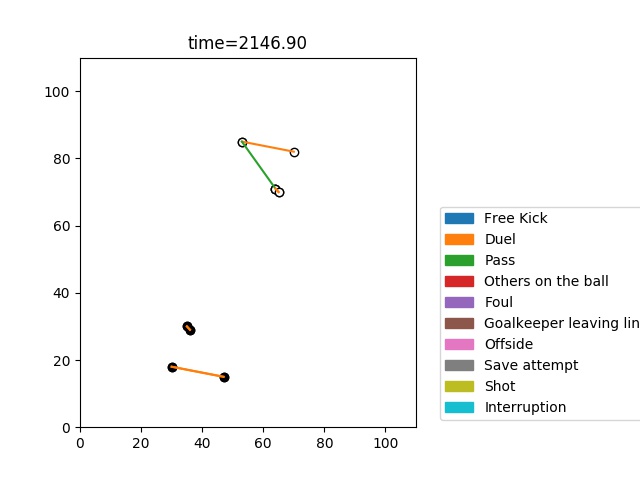 time=2146.90
100
80
60
40
20
0
0 20 40 60 80 100
Free Kick
Duel
Pass
Others on the ball
Foul
Goalkeeper leaving lin
Offside
Save attempt
Shot
Interruption